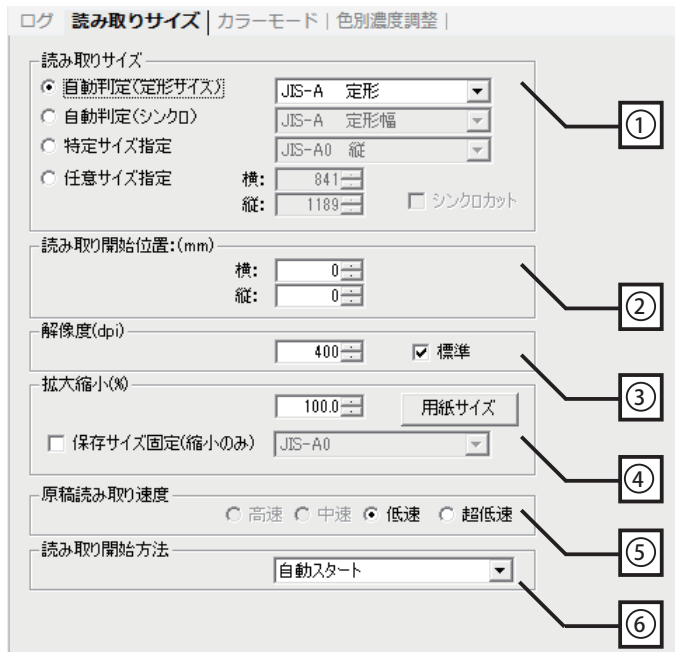 ログ 読み取りサイズ | カラーモード | 色別濃度調整 |
読み取りサイズ
自動判定(定形サイズ) JIS-A 定形
①
自動判定(シンクロ) JIS-A 定形幅
特定サイズ指定 JIS-A0 縦
任意サイズ指定 横: 841
縦: 1189 シンクロカット
読み取り開始位置:(mm)
横: 0
縦: 0
②
解像度(dpi)
400 標準
③
拡大縮小(%)
100.0 用紙サイズ
保存サイズ固定(縮小のみ) JIS-A0
④
原稿読み取り速度
高速 中速 低速 超低速
⑤
読み取り開始方法
自動スタート
⑥